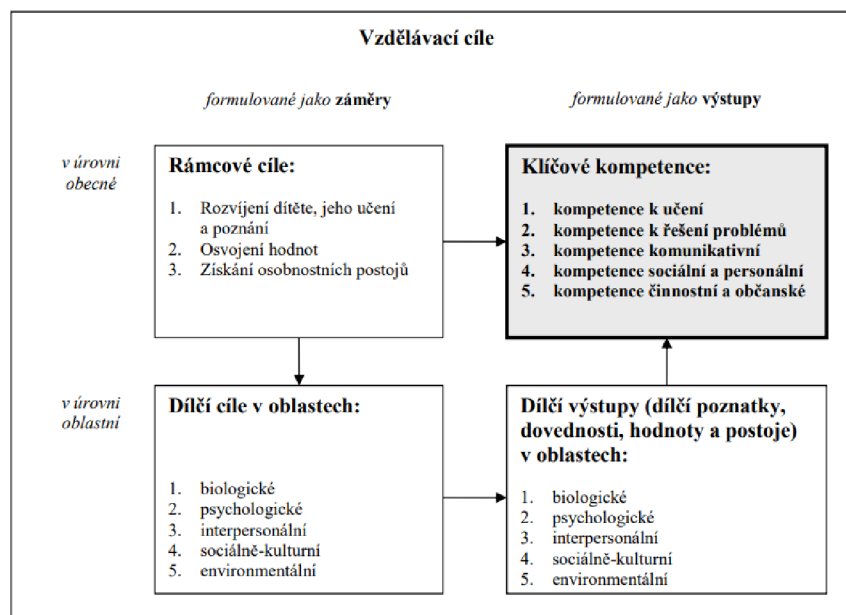 Vzdělávací cíle
formulované jako záměry
formulované jako výstupy
v úrovni
obecné
Rámcové cíle:
1. Rozvíjení dítěte, jeho učení
a poznání
2. Osvojení hodnot
3. Získání osobnostních postojů
Klíčové kompetence:
1. kompetence k učení
2. kompetence k řešení problémů
3. kompetence komunikativní
4. kompetence sociální a personální
5. kompetence činnostní a občanské
v úrovni
oblastní
Dílčí cíle v oblastech:
1. biologické
2. psychologické
3. interpersonální
4. sociálně-kulturní
5. environmentální
Dílčí výstupy (dílčí poznatky,
dovednosti, hodnoty a postoje)
v oblastech:
1. biologické
2. psychologické
3. interpersonální
4. sociálně-kulturní
5. environmentální